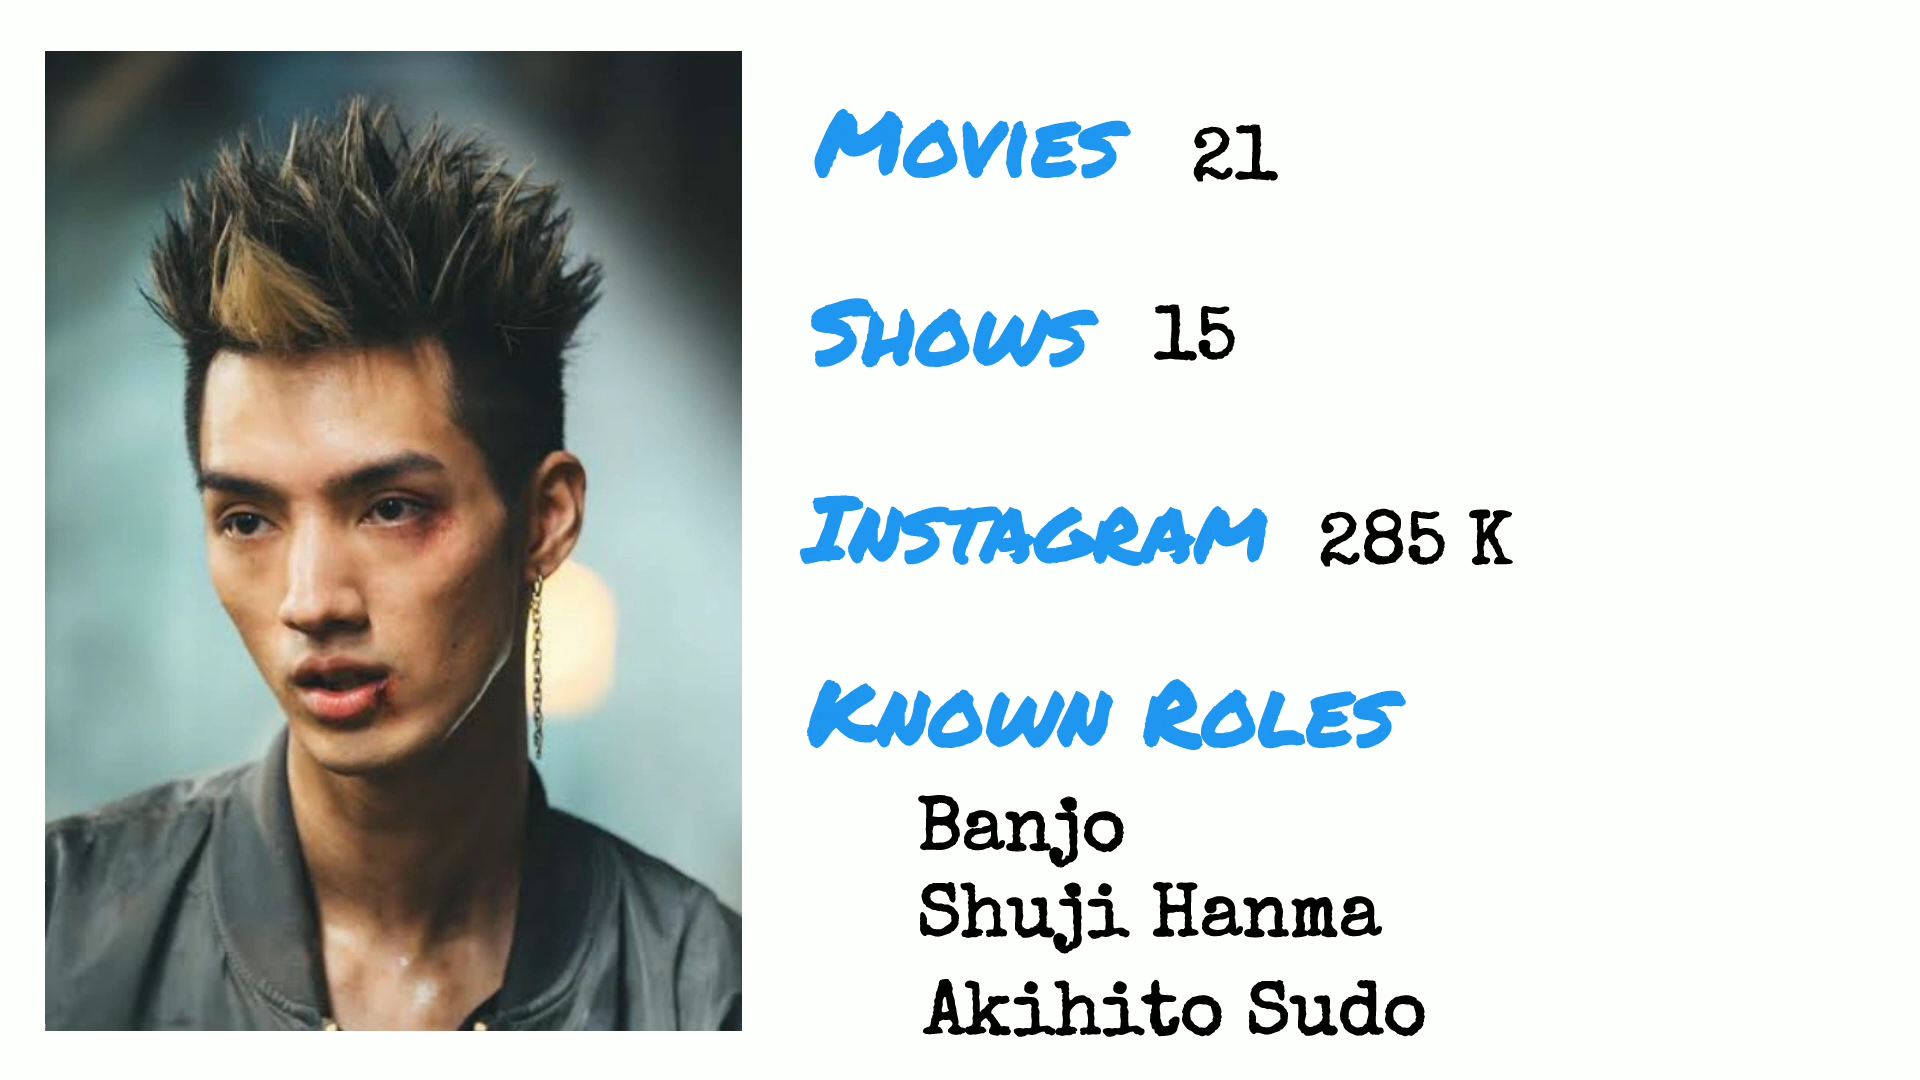 Movies 21
Shows 15
Instagram 285 K
Known Roles
Banjo
Shuji Hanma
Akihito Sudo